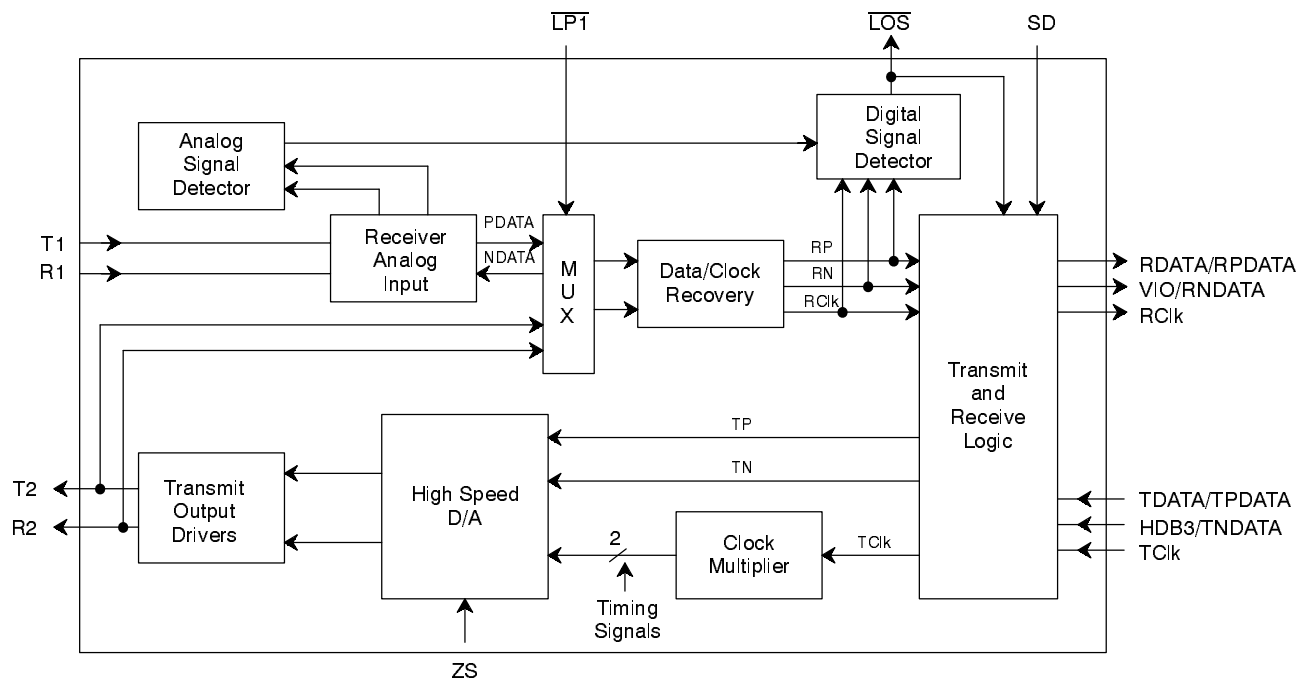 LP1
LOS
SD
Analog
Signal
Detector
Digital
Signal
Detector
T1
R1
Receiver
Analog
Input
PDATA
NDATA
M
U
X
Data/Clock
Recovery
RP
RN
RClk
Transmit
and
Receive
Logic
RDATA/RPDATA
VIO/RNDATA
RClk
T2
R2
Transmit
Output
Drivers
High Speed
D/A
TP
TN
2
Timing
Signals
Clock
Multiplier
TClk
TDATA/TPDATA
HDB3/TNDATA
TClk
ZS